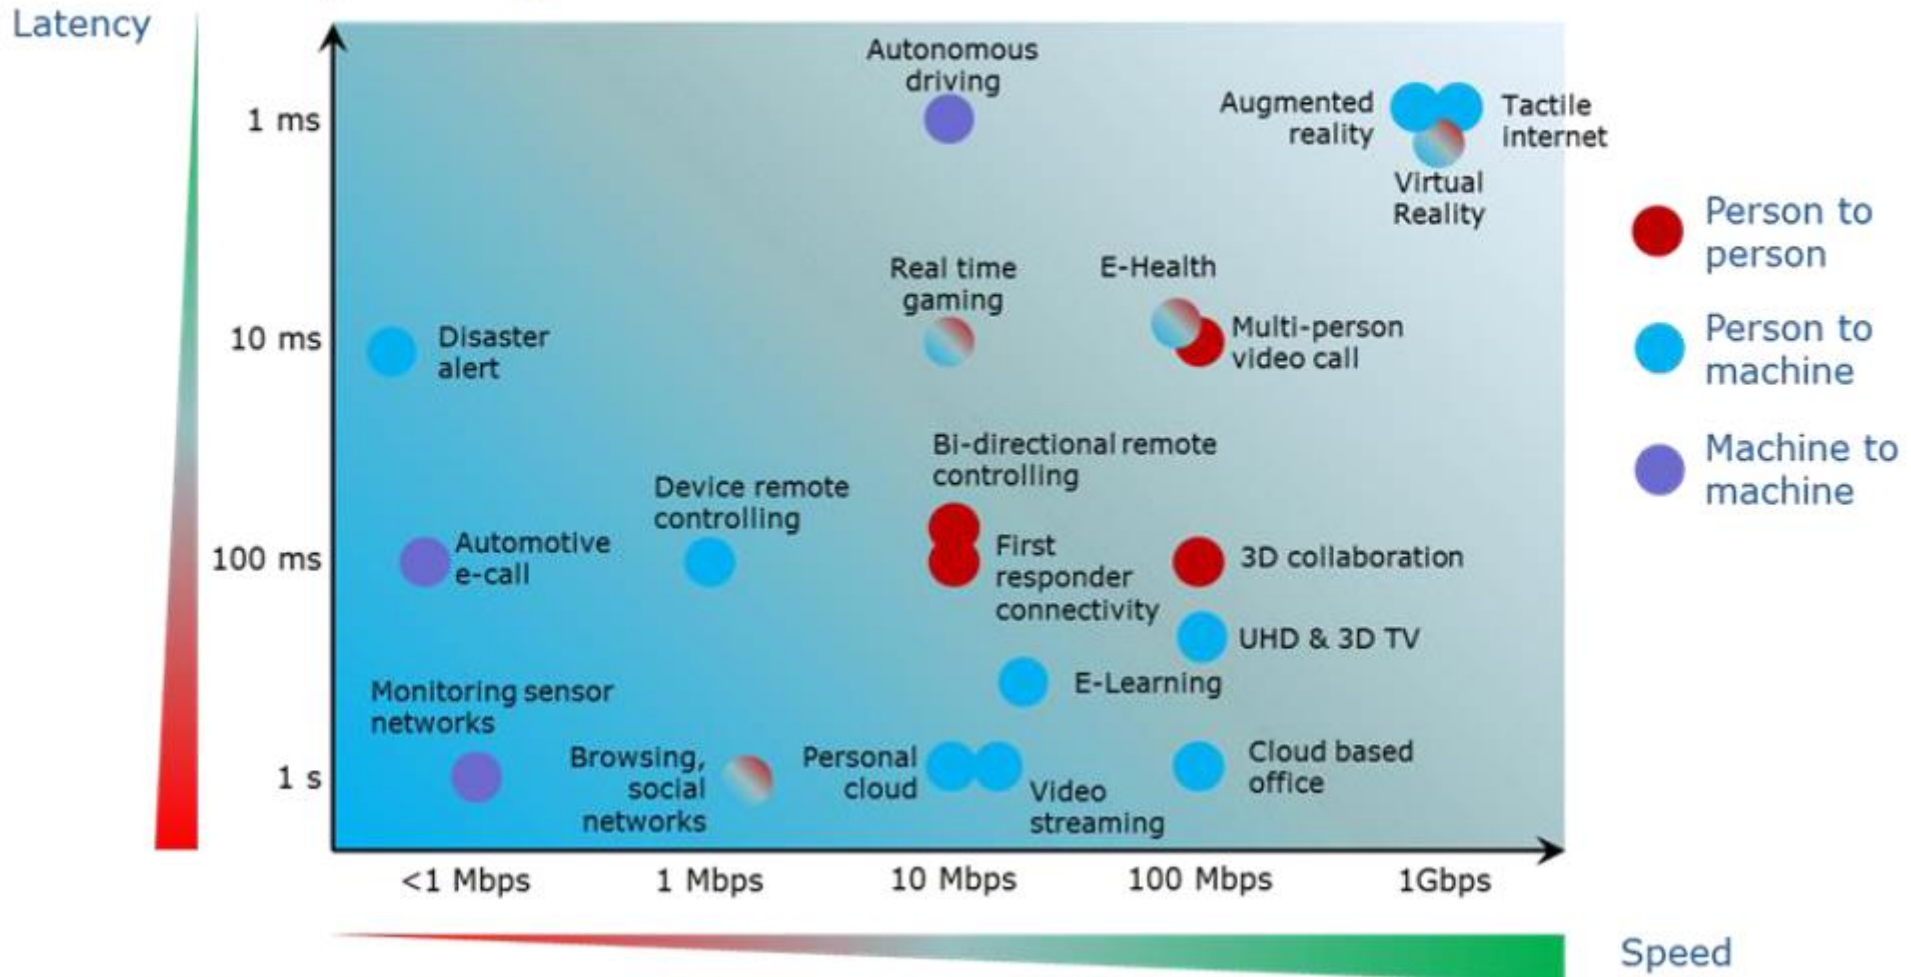 Latency
Autonomous
driving
1 ms
Augmented
reality
Tactile
internet
Virtual
Reality
Person to
person
Real time
gaming
E-Health
10 ms
Disaster
alert
Multi-person
video call
Person to
machine
Bi-directional remote
controlling
Device remote
controlling
Machine to
machine
100 ms
Automotive
e-call
First
responder
connectivity
3D collaboration
UHD & 3D TV
E-Learning
Monitoring sensor
networks
1 s
Browsing,
social
networks
Personal
cloud
Video
streaming
Cloud based
office
<1 Mbps
1 Mbps
10 Mbps
100 Mbps
1Gbps
Speed